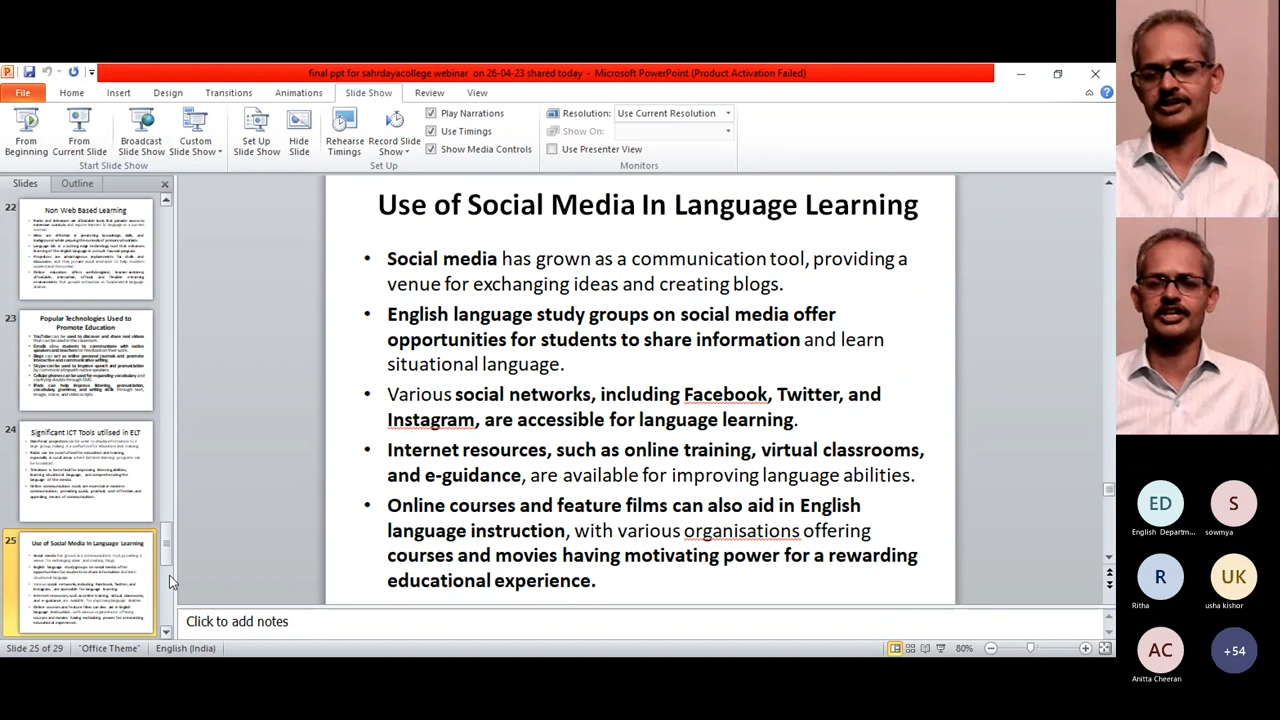 final ppt for sahrdayacollege webinar on 26-04-23 shared today - Microsoft PowerPoint (Product Activation Failed)
File Home Insert Design Transitions Animations Slide Show Review View
From Beginning
From Current Slide
Broadcast Slide Show
Custom Slide Show
Start Slide Show
Set Up Slide Show
Hide Slide
Rehearse Timings
Record Slide Show
Play Narrations
Use Timings
Show Media Controls
Set Up
Resolution: Use Current Resolution
Show On:
Use Presenter View
Monitors
Slides Outline
22
Non Web Based Learning
23
Popular Technologies Used to
Promote Education
24
Significant ICT Tools utilised in ELT
25
Use of Social Media In Language Learning
Use of Social Media In Language Learning
• Social media has grown as a communication tool, providing a
venue for exchanging ideas and creating blogs.
• English language study groups on social media offer
opportunities for students to share information and learn
situational language.
• Various social networks, including Facebook, Twitter, and
Instagram, are accessible for language learning.
• Internet resources, such as online training, virtual classrooms,
and e-guidance, are available for improving language abilities.
• Online courses and feature films can also aid in English
language instruction, with various organisations offering
courses and movies having motivating power for a rewarding
educational experience.
Click to add notes
Slide 25 of 29 "Office Theme" English (India) 80%
ED S
English Departm... sowmya
R UK
Ritha usha kishor
AC +54
Anitta Cheeran